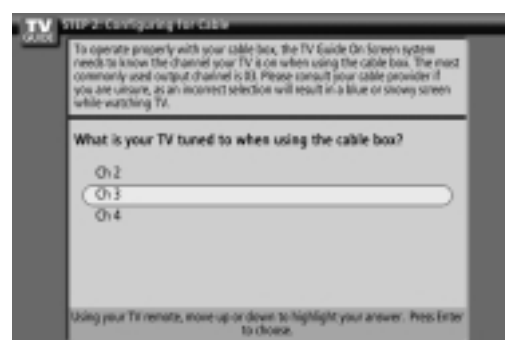 TV
GUIDE
STEP 2: Configuring for Cable
To operate properly with your cable box, the TV Guide On Screen system
needs to know the channel your TV is on when using the cable box. The most
commonly used output channel is 03. Please consult your cable provider if
you are unsure, as an incorrect selection will result in a blue or snowy screen
while watching TV.
What is your TV tuned to when using the cable box?
Ch 2
Ch 3
Ch 4
Using your TV remote, move up or down to highlight your answer. Press Enter
to choose.